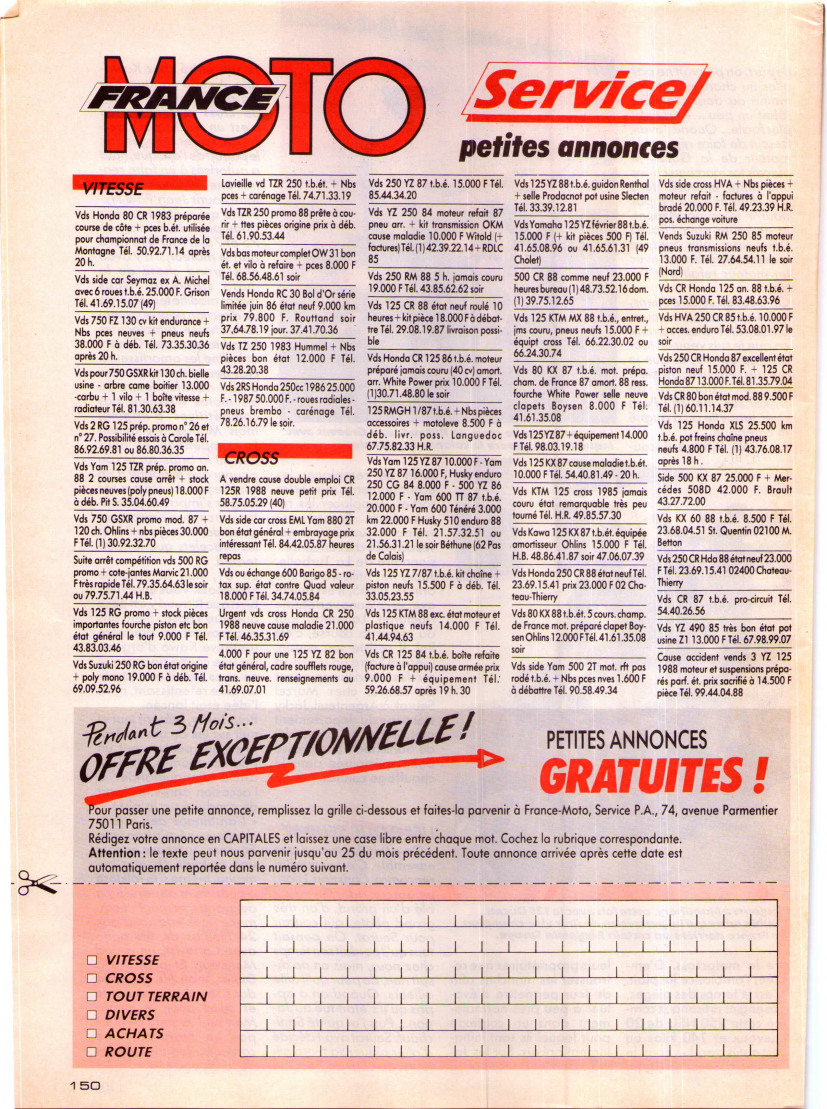 FRANCE
MOTO
Service
petites annonces
VITESSE
Vds Honda 80 CR 1983 préparée
course de côte + pces b.ét. utilisée
pour championnat de France de la
Montagne Tél. 50.92.71.14 après
20 h.
Vds side car Seymaz ex A. Michel
avec 6 roues t.b.é. 25.000 F. Grison
Tél. 41.69.15.07 (49)
Vds 750 FZ 130 cv kit endurance +
Nbs pces neuves + pneus neufs
38.000 F à déb. Tél. 73.35.30.36
après 20 h.
Vds pour 750 GSXR kit 130 ch. bielle
usine - arbre came boitier 13.000
-carbu + 1 vilo + 1 boîte vitesse +
radiateur Tél. 81.30.63.38
Vds 2 RG 125 prép. promo n° 26 et
n° 27. Possibilité essais à Carole Tél.
86.92.69.81 ou 86.80.36.35
Vds Yam 125 TZR prép. promo an.
88 2 courses cause arrêt + stock
pièces neuves (poly pneus) 18.000 F
à déb. Pit S. 35.04.60.49
Vds 750 GSXR promo mod. 87 +
120 ch. Ohlins + nbs pièces 30.000
F Tél. (1) 30.92.32.70
Suite arrêt compétition vds 500 RG
promo + cote-jantes Marvic 21.000
F très rapide Tél. 79.35.64.63 le soir
ou 79.75.71.44 H.B.
Vds 125 RG promo + stock pièces
importantes fourche piston etc bon
état général le tout 9.000 F Tél.
43.83.03.46
Vds Suzuki 250 RG bon état origine
+ poly mono 19.000 F à déb. Tél.
69.09.52.96
Lavieille vd TZR 250 t.b.ét. + Nbs
pces + carénage Tél. 74.71.33.19
Vds TZR 250 promo 88 prête à cou-
rir + ttes pièces origine prix à déb.
Tél. 61.90.53.44
Vds bas moteur complet OW 31 bon
ét. et vilo à refaire + pces 8.000 F
Tél. 68.56.48.61 soir
Vends Honda RC 30 Bol d'Or série
limitée juin 86 état neuf 9.000 km
prix 79.800 F. Routtand soir
37,64.78.19 jour. 37.41.70.36
Vds TZ 250 1983 Hummel + Nbs
pièces bon état 12.000 F Tél.
43.28.20.38
Vds 2RS Honda 250cc 1986 25.000
F. - 1987 50.000 F. - roues radiales -
pneus brembo - carénage Tél.
78.26.16.79 le soir.
CROSS
A vendre cause double emploi CR
125R 1988 neuve petit prix Tél.
58.75.05.29 (40)
Vds side car cross EML Yam 880 2T
bon état général + embrayage prix
intéressant Tél. 84.42.05.87 heures
repas
Vds ou échange 600 Barigo 85 - ro-
tax sup. état contre Quad valeur
18.000 F Tél. 34.74.05.84
Urgent vds cross Honda CR 250
1988 neuve cause maladie 21.000
F Tél. 46.35.31.69
4.000 F pour une 125 YZ 82 bon
état général, cadre soufflets rouge,
trans. neuve. renseignements au
41.69.07.01
Vds 250 YZ 87 t.b.é. 15.000 F Tél.
85.44.34.20
Vds YZ 250 84 moteur refait 87
pneu arr. + kit transmission OKM
cause maladie 10.000 F Witold (+
factures) Tél. (1) 42.39.22.14 + RDLC
85
Vds 250 RM 88 5 h. jamais couru
19.000 F Tél. 43.85.62.62 soir
Vds 125 CR 88 état neuf roulé 10
heures + kit pièce 18.000 F à débat-
tre Tél. 29.08.19.87 livraison possi-
ble
Vds Honda CR 125 86 t.b.é. moteur
préparé jamais couru (40 cv) amort.
arr. White Power prix 10.000 F Tél.
(1)30.71.48.80 le soir
125 RMGH 1/87 t.b.é. + Nbs pièces
accessoires + motoleve 8.500 F à
déb. livr. poss. Languedoc
67.75.82.33 H.R.
Vds Yam 125 YZ 87 10.000 F - Yam
250 YZ 87 16.000 F, Husky enduro
250 CG 84 8.000 F - 500 YZ 86
12.000 F - Yam 600 TT 87 t.b.é.
20.000 F - Yam 600 Ténéré 3.000
km 22.000 F Husky 510 enduro 88
32.000 F Tél. 21.57.32.51 ou
21.56.31.21 le soir Béthune (62 Pas
de Calais)
Vds 125 YZ 7/87 t.b.é. kit chaîne +
piston neufs 15.500 F à déb. Tél.
33.05.23.55
Vds 125 KTM 88 exc. état moteur et
plastique neufs 14.000 F Tél.
41.44.94.63
Vds CR 125 84 t.b.é. boîte refaite
(facture à l'appui) cause armée prix
9.000 F + équipement Tél.
59.26.68.57 après 19 h. 30
Vds 125 YZ 88 t.b.ét. guidon Renthal
+ selle Prodacnot pot usine Slecten
Tél. 33.39.12.81
Vds Yamaha 125 YZ février 88 t.b.é.
15.000 F (+ kit pièces 500 F) Tél.
41.65.08.96 ou 41.65.61.31 (49
Cholet)
500 CR 88 comme neuf 23.000 F
heures bureau (1) 48.73.52.16 dom.
(1) 39.75.12.65
Vds 125 KTM MX 88 t.b.é., entret.,
jms couru, pneus neufs 15.000 F +
équipt cross Tél. 66.22.30.02 ou
66.24.30.74
Vds 80 KX 87 t.b.é. mot. prépa.
cham. de France 87 amort. 88 ress.
fourche White Power selle neuve
clapets Boysen 8.000 F Tél:
41.61.35.08
Vds 125 YZ 87 + équipement 14.000
F Tél. 98.03.19.18
Vds 125 KX 87 cause maladie t.b.ét.
10.000 F Tél. 54.40.81.49 - 20 h.
Vds KTM 125 cross 1985 jamais
couru état remarquable très peu
tourné Tél. H.R. 49.85.57.30
Vds Kawa 125 KX 87 t.b.ét. équipée
amortisseur Ohlins 15.000 F Tél.
H.B. 48.86.41.87 soir 47.06.07.39
Vds Honda 250 CR 88 état neuf Tél.
23.69.15.41 prix 23.000 F 02 Cha-
teau-Thierry
Vds 80 KX 88 t.b.ét. 5 cours. champ.
de France mot. préparé clapet Boy-
sen Ohlins 12.000 F Tél. 41.61.35.08
soir
Vds side Yam 500 2T mot. rft pas
rodé t.b.é. + Nbs pces nves 1.600 F
à débattre Tél. 90.58.49.34
Vds side cross HVA + Nbs pièces +
moteur refait - factures à l'appui
brodé 20.000 F. Tél. 49.23.39 H.R.
pos. échange voiture
Vends Suzuki RM 250 85 moteur
pneus transmissions neufs t.b.é.
13.000 F. Tél. 27.64.54.11 le soir
(Nord)
Vds CR Honda 125 an. 88 t.b.é. +
pces 15.000 F. Tél. 83.48.63.96
Vds HVA 250 CR 85 t.b.é. 10.000 F
+ acces. enduro Tél. 53.08.01.97 le
soir
Vds 250 CR Honda 87 excellent état
piston neuf 15.000 F. + 125 CR
Honda 87 13.000 F. Tél. 81.35.79.04
Vds CR 80 bon état mod. 88 9.500 F
Tél. (1) 60.11.14.37
Vds 125 Honda XLS 25.500 km
t.b.é. pot freins chaîne pneus
neufs 4.800 F Tél. (1) 43.76.08.17
après 18 h.
Side 500 KX 87 25.000 F + Mer-
cédes 508D 42.000 F. Brault
43.27.72.00
Vds KX 60 88 t.b.é. 8.500 F Tél.
23.68.04.51 St. Quentin 02100 M.
Betton
Vds 250 CR Hda 88 état neuf 23.000
F Tél. 23.69.15.41 02400 Chateau-
Thierry
Vds CR 87 t.b.é. pro-circuit Tél.
54.40.26.56
Vds YZ 490 85 très bon état pot
usine Z1 13.000 F Tél. 67.98.99.07
Cause accident vends 3 YZ 125
1988 moteur et suspensions prépa-
rés parf. ét. prix sacrifié à 14.500 F
pièce Tél. 99.44.04.88
Pendant 3 Mois...
OFFRE EXCEPTIONNELLE !
PETITES ANNONCES
GRATUITES !
Pour passer une petite annonce, remplissez la grille ci-dessous et faites-la parvenir à France-Moto, Service P.A., 74, avenue Parmentier
75011 Paris.
Rédigez votre annonce en CAPITALES et laissez une case libre entre chaque mot. Cochez la rubrique correspondante.
Attention : le texte peut nous parvenir jusqu'au 25 du mois précédent. Toute annonce arrivée après cette date est
automatiquement reportée dans le numéro suivant.
VITESSE
CROSS
TOUT TERRAIN
DIVERS
ACHATS
ROUTE
150